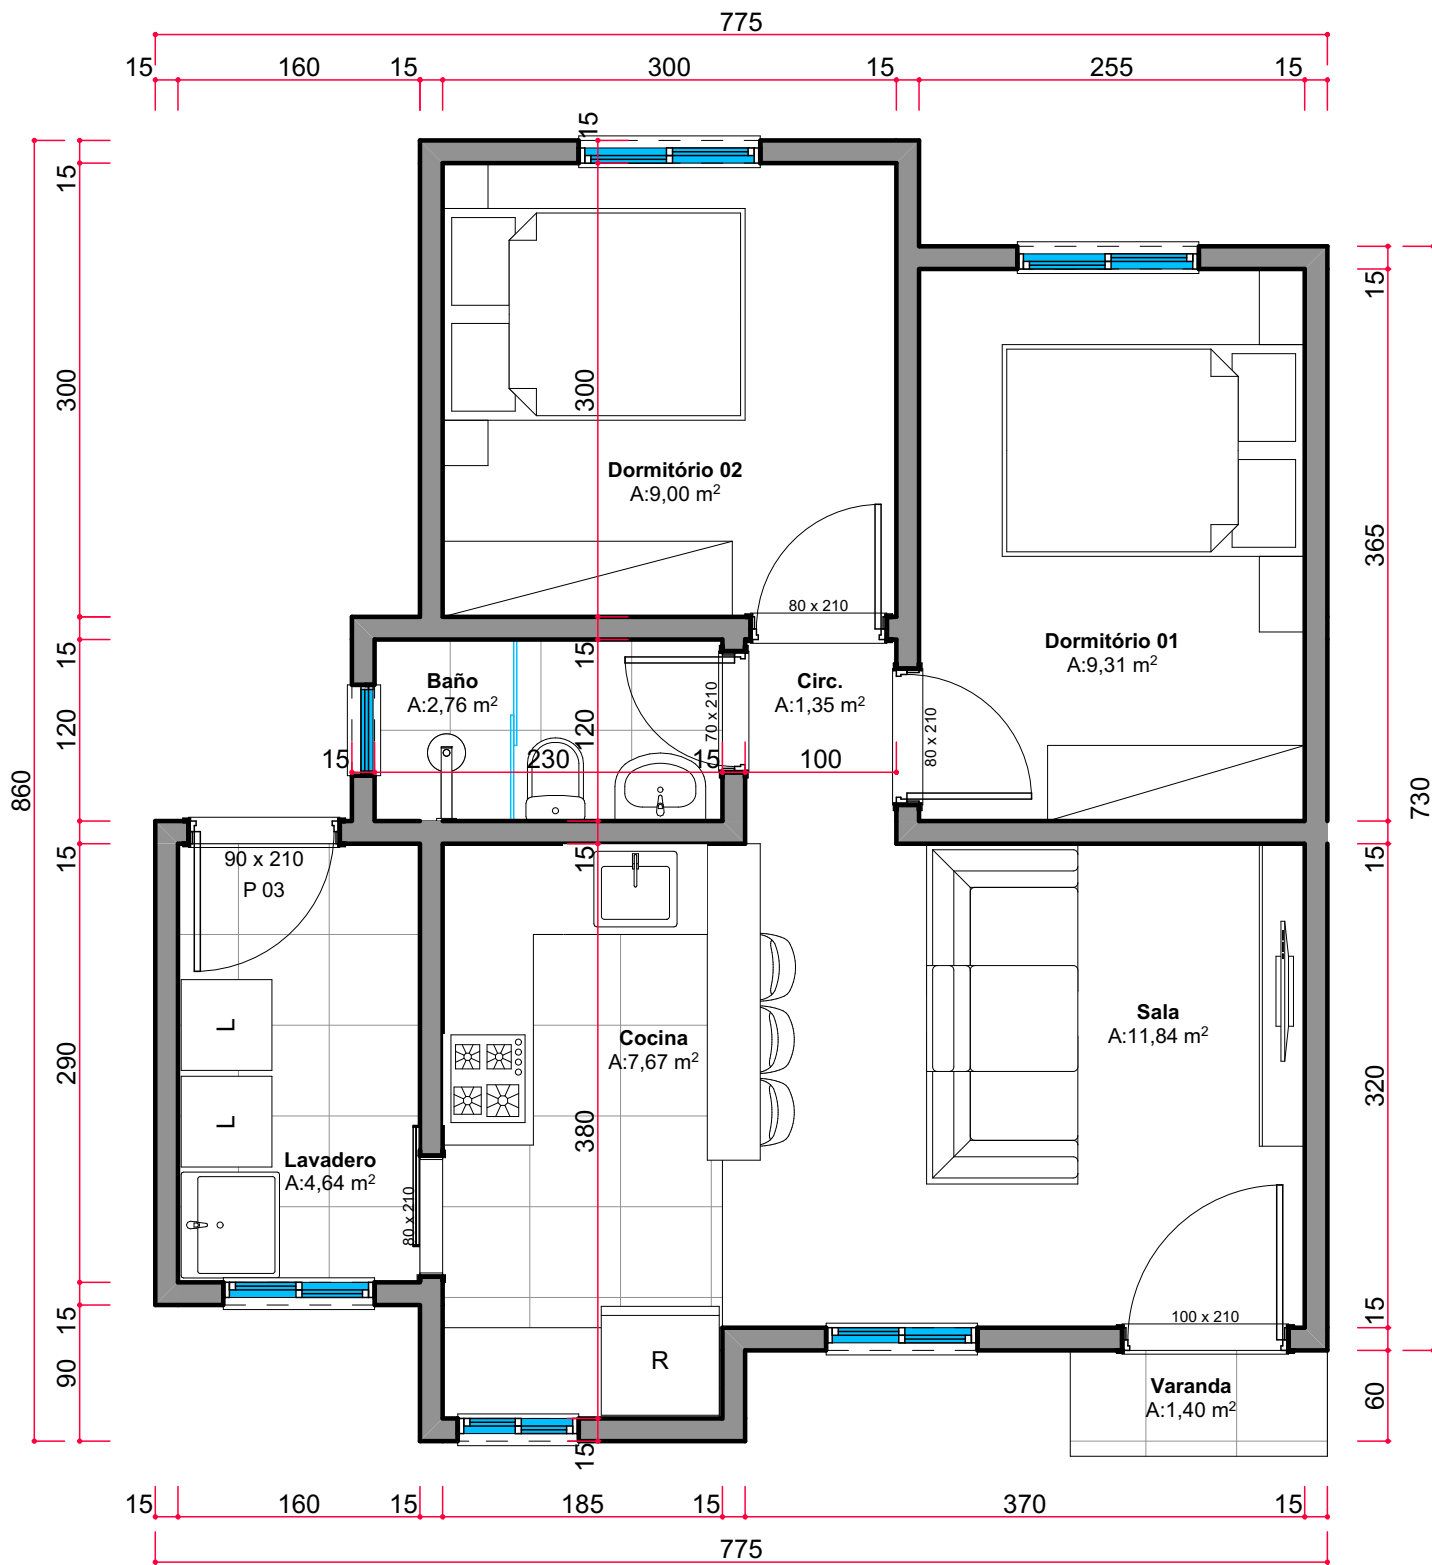 775
15 160 15 300 15 255 15
15
15
300
15
120
15
290
15
90
860
15
365
15
320
15
60
730
300
Dormitório 02
A:9,00 m²
80 x 210
Dormitório 01
A:9,31 m²
80 x 210
15
Baño
A:2,76 m²
70 x 210
Circ.
A:1,35 m²
120
15 230 15 100
15
90 x 210
P 03
L
L
Lavadero
A:4,64 m²
80 x 210
Cocina
A:7,67 m²
380
Sala
A:11,84 m²
100 x 210
R
Varanda
A:1,40 m²
15
15 160 15 185 15 370 15
775